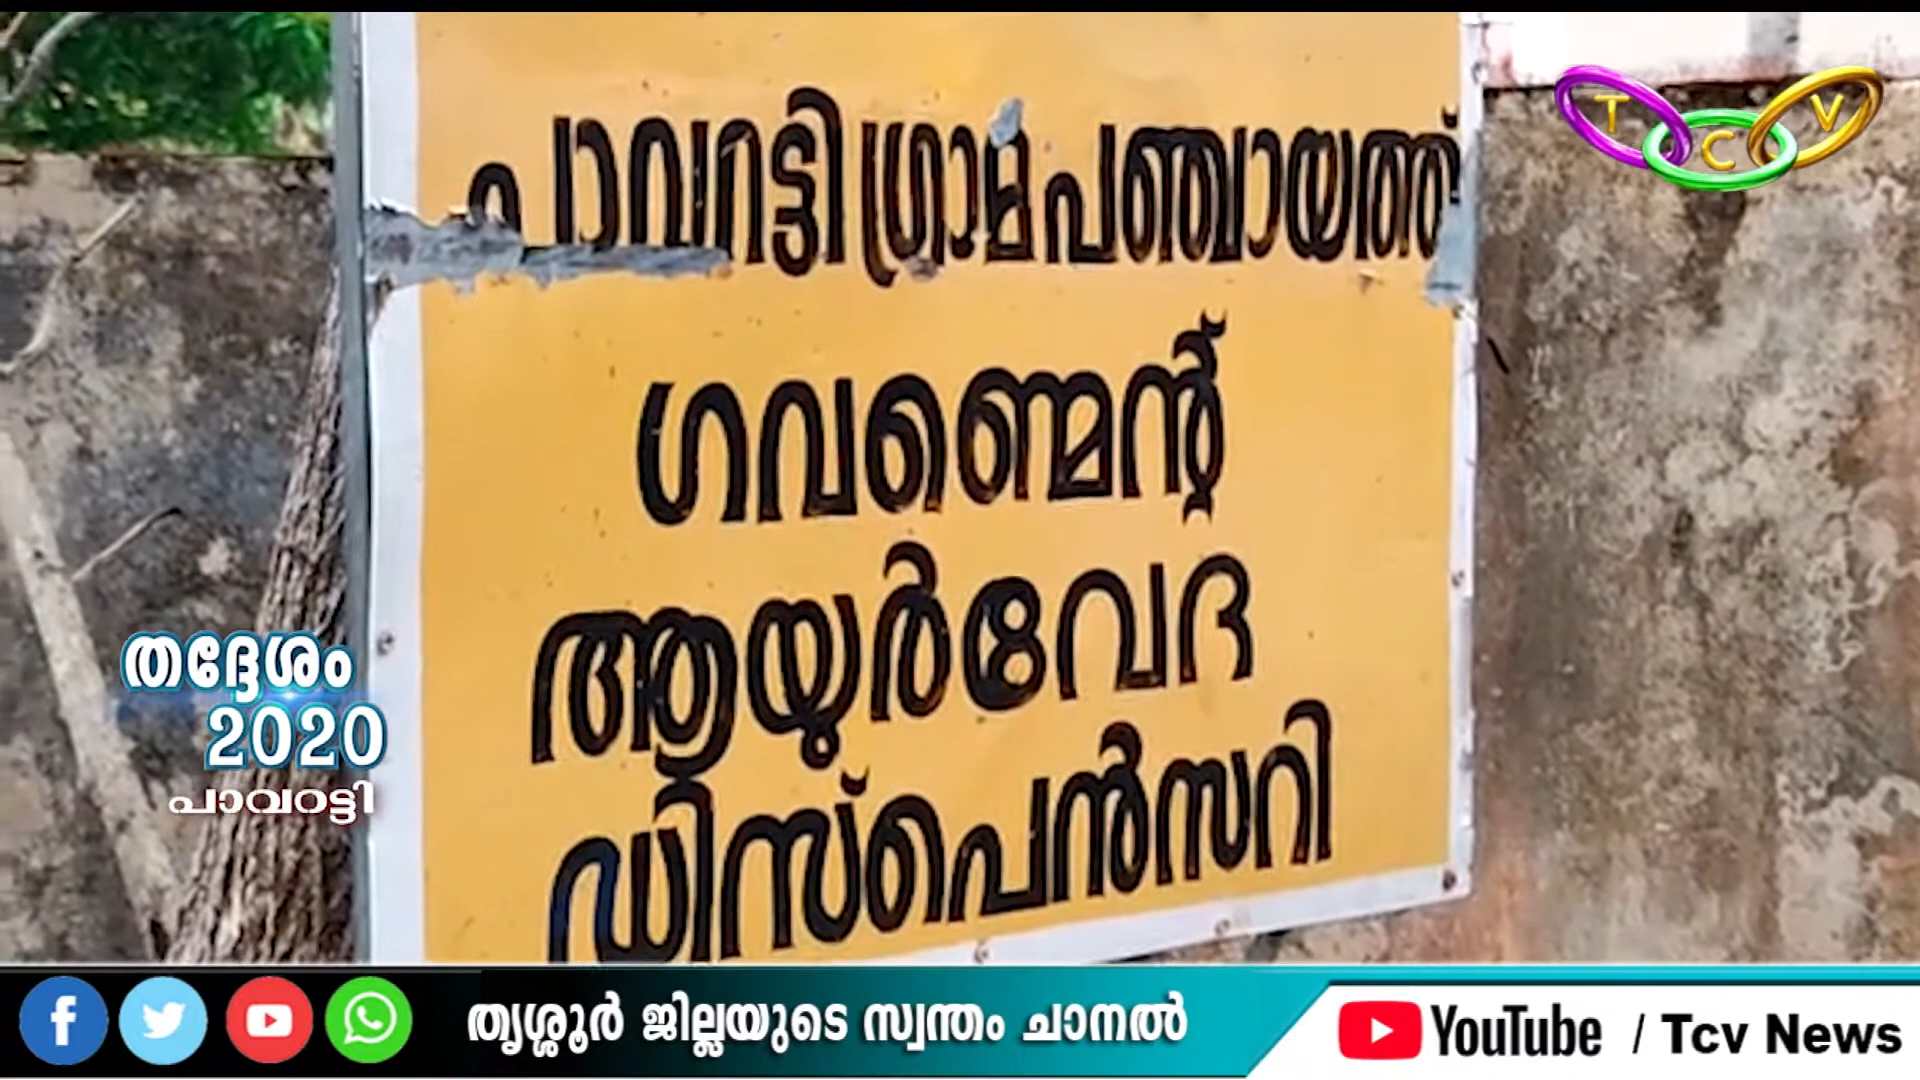 പാവറട്ടി ഗ്രാമപഞ്ചായത്ത്
ഗവണ്മെന്റ്
ആയുർവേദ
ഡിസ്പെൻസറി
TCV
തദ്ദേശം
2020
പാവറട്ടി
തൃശ്ശൂർ ജില്ലയുടെ സ്വന്തം ചാനൽ
YouTube / Tcv News